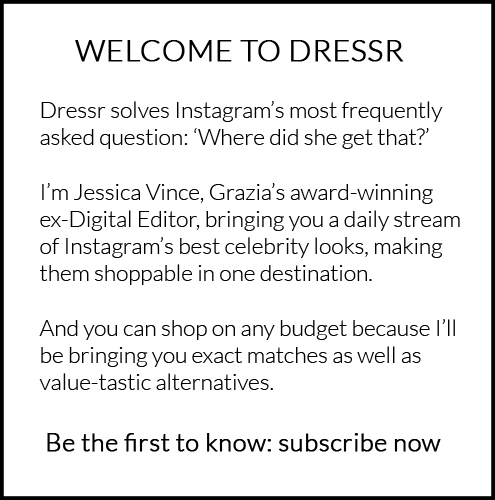 WELCOME TO DRESSR
Dressr solves Instagram’s most frequently
asked question: ‘Where did she get that?’
I’m Jessica Vince, Grazia’s award-winning
ex-Digital Editor, bringing you a daily stream
of Instagram’s best celebrity looks, making
them shoppable in one destination.
And you can shop on any budget because I’ll
be bringing you exact matches as well as
value-tastic alternatives.
Be the first to know: subscribe now